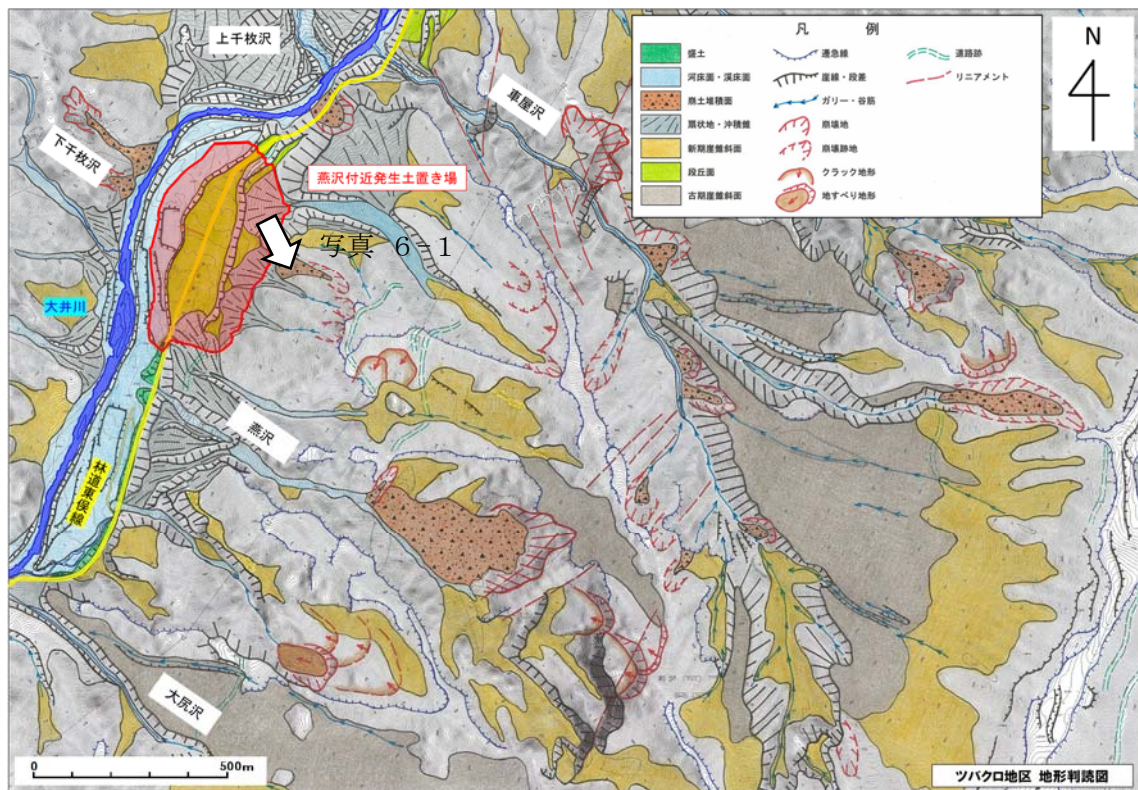 上千枚沢
凡 例
盛土
河床面・渓床面
崩土堆積面
扇状地・沖積錐
新期崖錐斜面
段丘面
古期崖錐斜面
遷急線
崖線・段差
ガリー・谷筋
崩壊地
崩壊跡地
クラック地形
地すべり地形
道路跡
リニアメント
N
車屋沢
下千枚沢
燕沢付近発生土置き場
写真 6-1
大井川
燕沢
林道東俣線
大尻沢
0 500m
ツバクロ地区 地形判読図